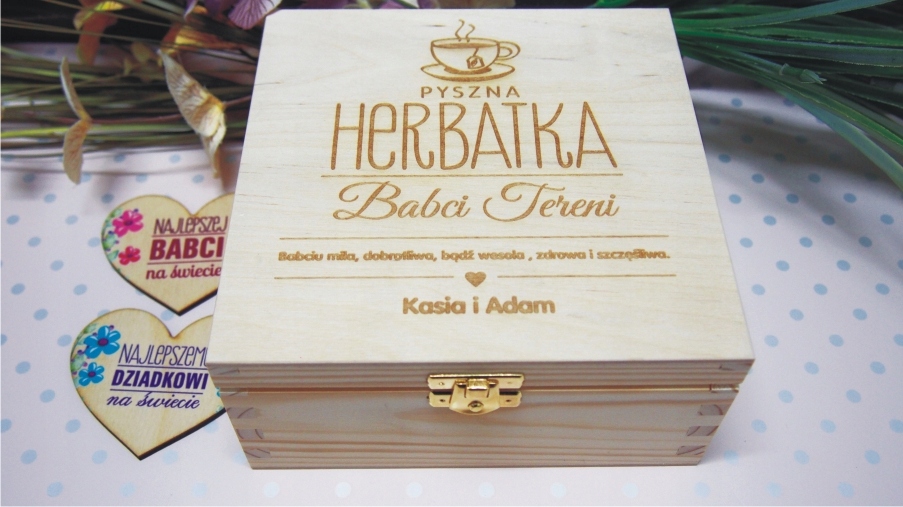 PYSZNA
HERBATKA
Babci Tereni
Babciu miła, dobrotliwa, bądź wesoła , zdrowa i szczęśliwa.
Kasia i Adam
NAJLEPSZEJ
BABCI
na świecie
NAJLEPSZEMU
DZIADKOWI
na świecie